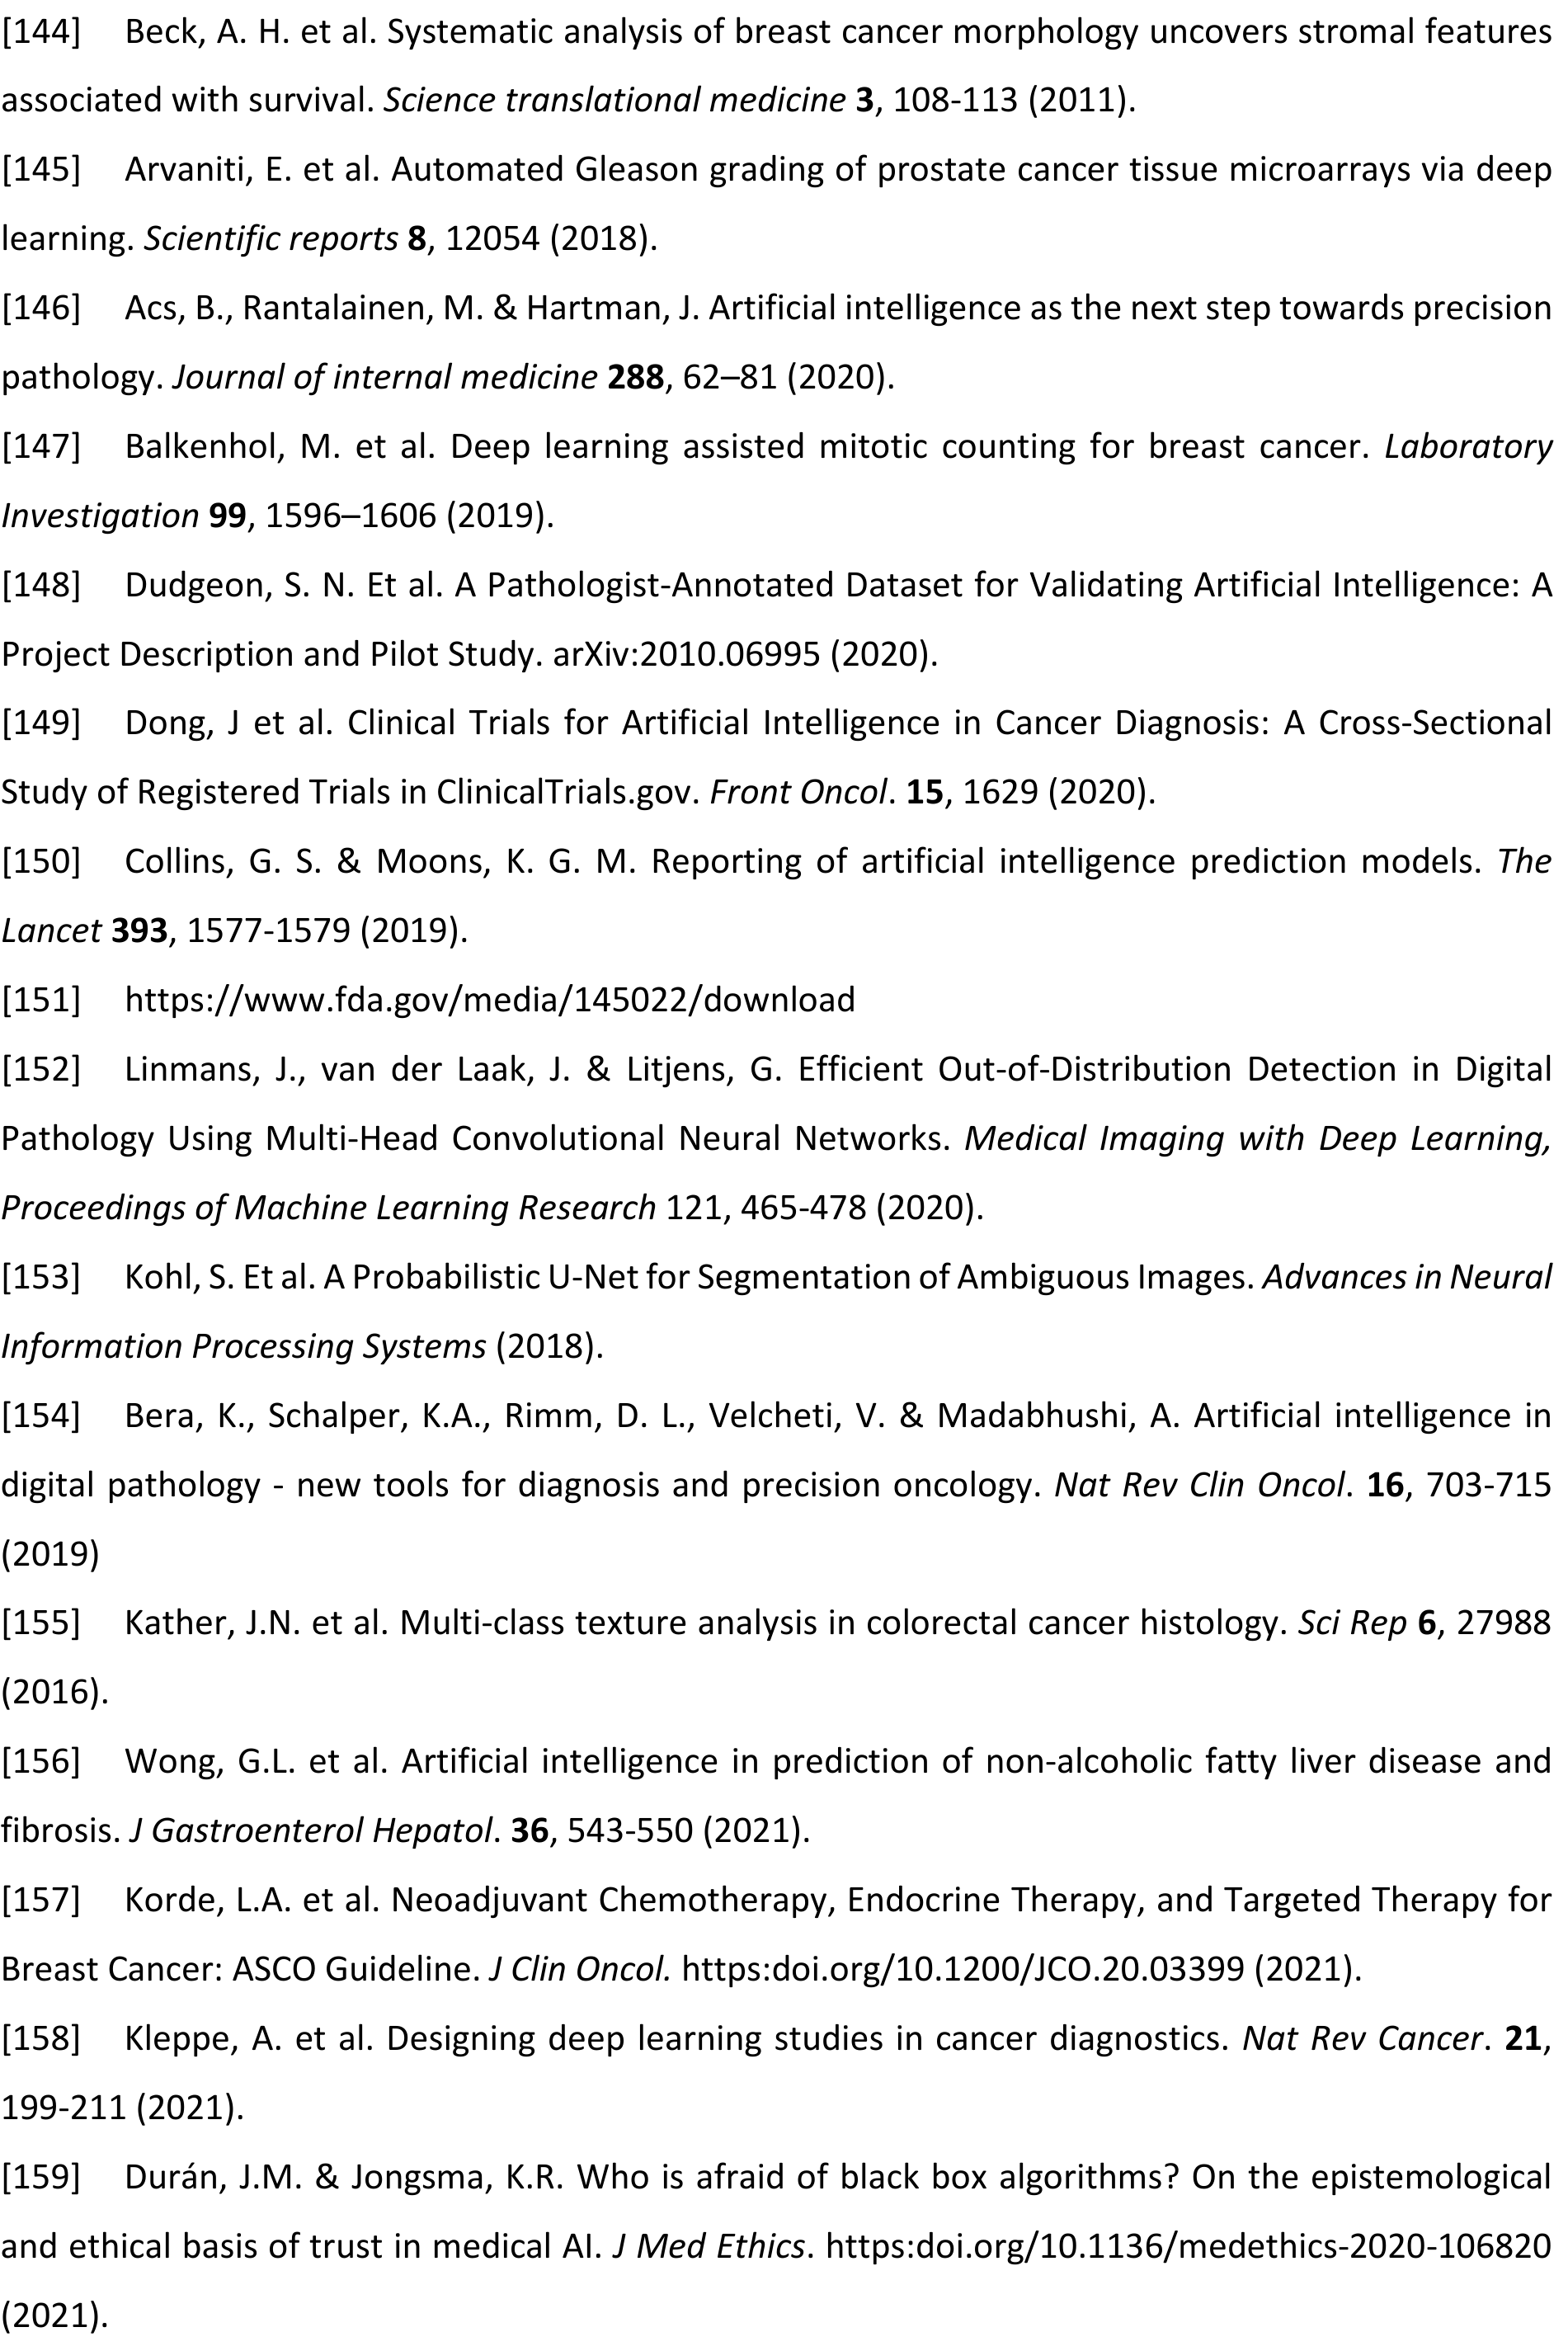 [144] Beck, A. H. et al. Systematic analysis of breast cancer morphology uncovers stromal features
associated with survival. Science translational medicine 3, 108-113 (2011).
[145] Arvaniti, E. et al. Automated Gleason grading of prostate cancer tissue microarrays via deep
learning. Scientific reports 8, 12054 (2018).
[146] Acs, B., Rantalainen, M. & Hartman, J. Artificial intelligence as the next step towards precision
pathology. Journal of internal medicine 288, 62–81 (2020).
[147] Balkenhol, M. et al. Deep learning assisted mitotic counting for breast cancer. Laboratory
Investigation 99, 1596–1606 (2019).
[148] Dudgeon, S. N. Et al. A Pathologist-Annotated Dataset for Validating Artificial Intelligence: A
Project Description and Pilot Study. arXiv:2010.06995 (2020).
[149] Dong, J et al. Clinical Trials for Artificial Intelligence in Cancer Diagnosis: A Cross-Sectional
Study of Registered Trials in ClinicalTrials.gov. Front Oncol. 15, 1629 (2020).
[150] Collins, G. S. & Moons, K. G. M. Reporting of artificial intelligence prediction models. The
Lancet 393, 1577-1579 (2019).
[151] https://www.fda.gov/media/145022/download
[152] Linmans, J., van der Laak, J. & Litjens, G. Efficient Out-of-Distribution Detection in Digital
Pathology Using Multi-Head Convolutional Neural Networks. Medical Imaging with Deep Learning,
Proceedings of Machine Learning Research 121, 465-478 (2020).
[153] Kohl, S. Et al. A Probabilistic U-Net for Segmentation of Ambiguous Images. Advances in Neural
Information Processing Systems (2018).
[154] Bera, K., Schalper, K.A., Rimm, D. L., Velcheti, V. & Madabhushi, A. Artificial intelligence in
digital pathology - new tools for diagnosis and precision oncology. Nat Rev Clin Oncol. 16, 703-715
(2019)
[155] Kather, J.N. et al. Multi-class texture analysis in colorectal cancer histology. Sci Rep 6, 27988
(2016).
[156] Wong, G.L. et al. Artificial intelligence in prediction of non-alcoholic fatty liver disease and
fibrosis. J Gastroenterol Hepatol. 36, 543-550 (2021).
[157] Korde, L.A. et al. Neoadjuvant Chemotherapy, Endocrine Therapy, and Targeted Therapy for
Breast Cancer: ASCO Guideline. J Clin Oncol. https:doi.org/10.1200/JCO.20.03399 (2021).
[158] Kleppe, A. et al. Designing deep learning studies in cancer diagnostics. Nat Rev Cancer. 21,
199-211 (2021).
[159] Durán, J.M. & Jongsma, K.R. Who is afraid of black box algorithms? On the epistemological
and ethical basis of trust in medical AI. J Med Ethics. https:doi.org/10.1136/medethics-2020-106820
(2021).